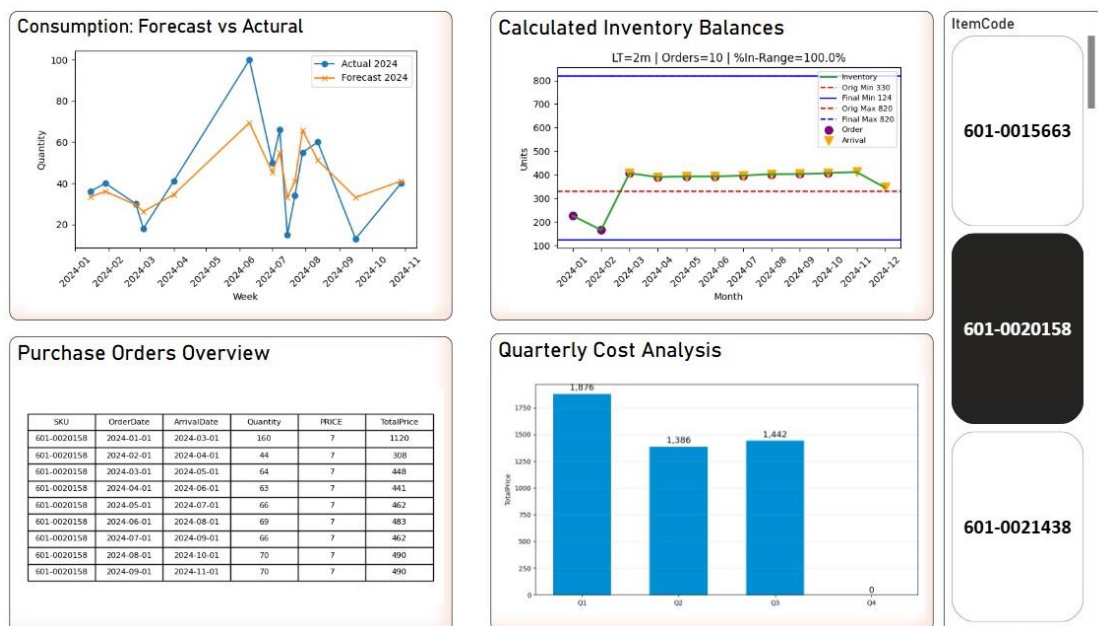 Consumption: Forecast vs Actural
Actual 2024
Forecast 2024
Quantity
100
80
60
40
20
2024-01
2024-02
2024-03
2024-04
2024-05
2024-06
2024-07
2024-08
2024-09
2024-10
2024-11
Week
Calculated Inventory Balances
LT=2m | Orders=10 | %In-Range=100.0%
Inventory
Orig Min 330
Final Min 124
Orig Max 820
Final Max 820
Order
Arrival
Units
800
700
600
500
400
300
200
100
2024-01
2024-02
2024-03
2024-04
2024-05
2024-06
2024-07
2024-08
2024-09
2024-10
2024-11
2024-12
Month
ItemCode
601-0015663
601-0020158
601-0021438
Purchase Orders Overview
SKU OrderDate ArrivalDate Quantity PRICE TotalPrice
601-0020158 2024-01-01 2024-03-01 160 7 1120
601-0020158 2024-02-01 2024-04-01 44 7 308
601-0020158 2024-03-01 2024-05-01 64 7 448
601-0020158 2024-04-01 2024-06-01 63 7 441
601-0020158 2024-05-01 2024-07-01 66 7 462
601-0020158 2024-06-01 2024-08-01 69 7 483
601-0020158 2024-07-01 2024-09-01 66 7 462
601-0020158 2024-08-01 2024-10-01 70 7 490
601-0020158 2024-09-01 2024-11-01 70 7 490
Quarterly Cost Analysis
TotalPrice
1750
1500
1250
1000
750
500
250
0
1,876
1,386
1,442
0
Q1
Q2
Q3
Q4